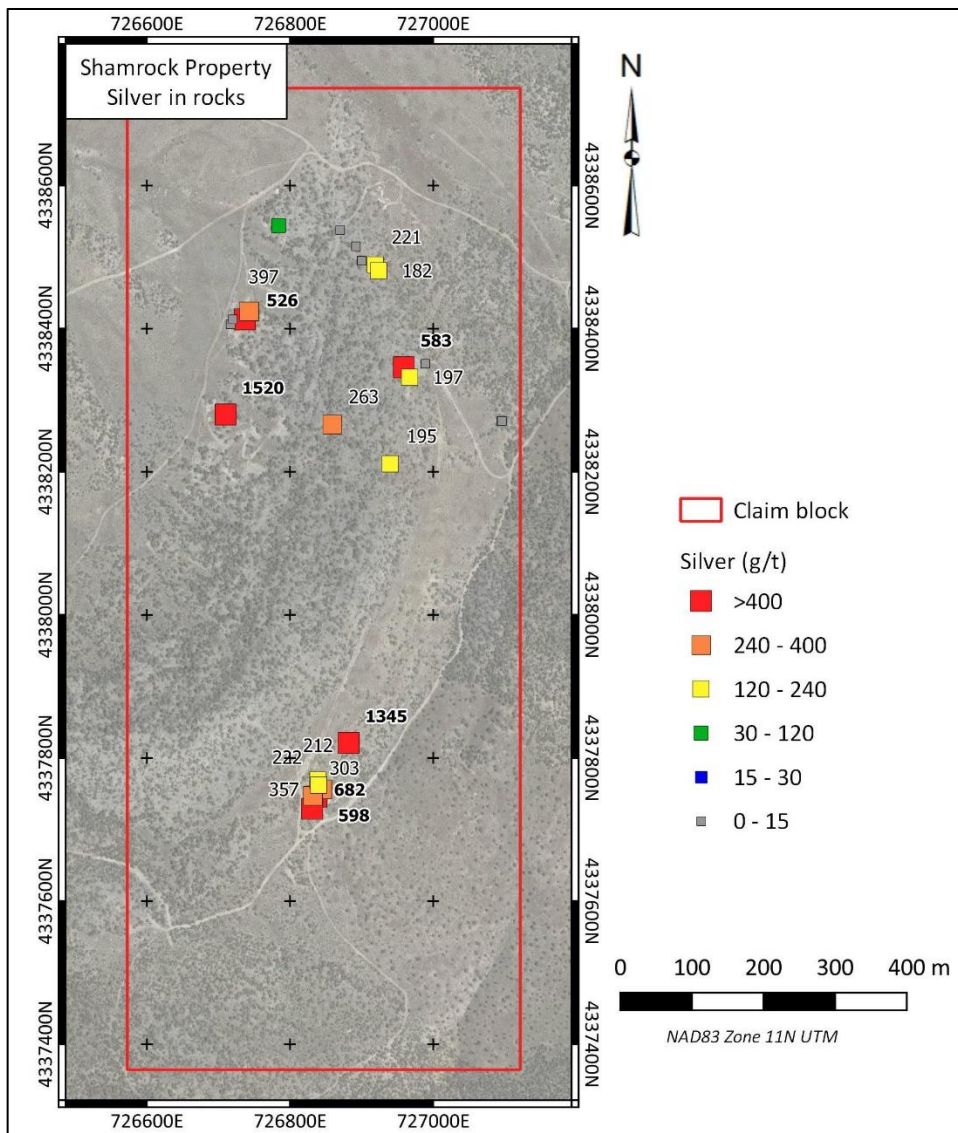 726600E 726800E 727000E
Shamrock Property
Silver in rocks
N
4338600N 4338600N
221
182
397
526
4338400N 4338400N
583
197
1520
263
195
4338200N 4338200N
4338000N 4338000N
Claim block
Silver (g/t)
>400
240 - 400
120 - 240
30 - 120
15 - 30
0 - 15
1345
212
222
303
4337800N 4337800N
357
682
598
4337600N 4337600N
0 100 200 300 400 m
NAD83 Zone 11N UTM
4337400N 4337400N
726600E 726800E 727000E